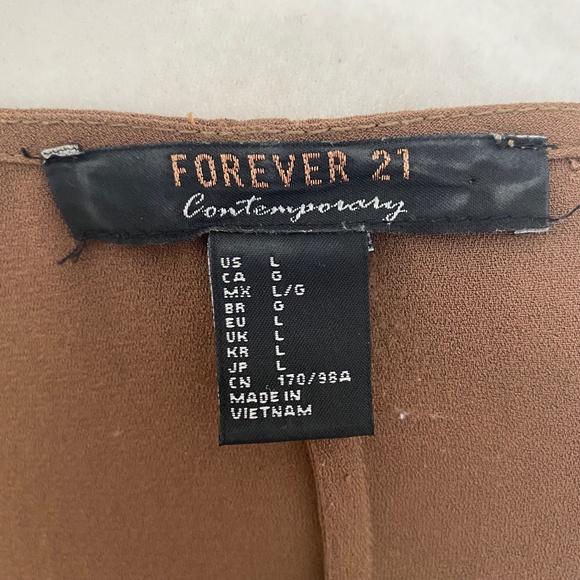 FOREVER 21
Contemporary
US L
CA G
MX L/G
BR G
EU L
UK L
KR L
JP L
CN 170/98A
MADE IN
VIETNAM